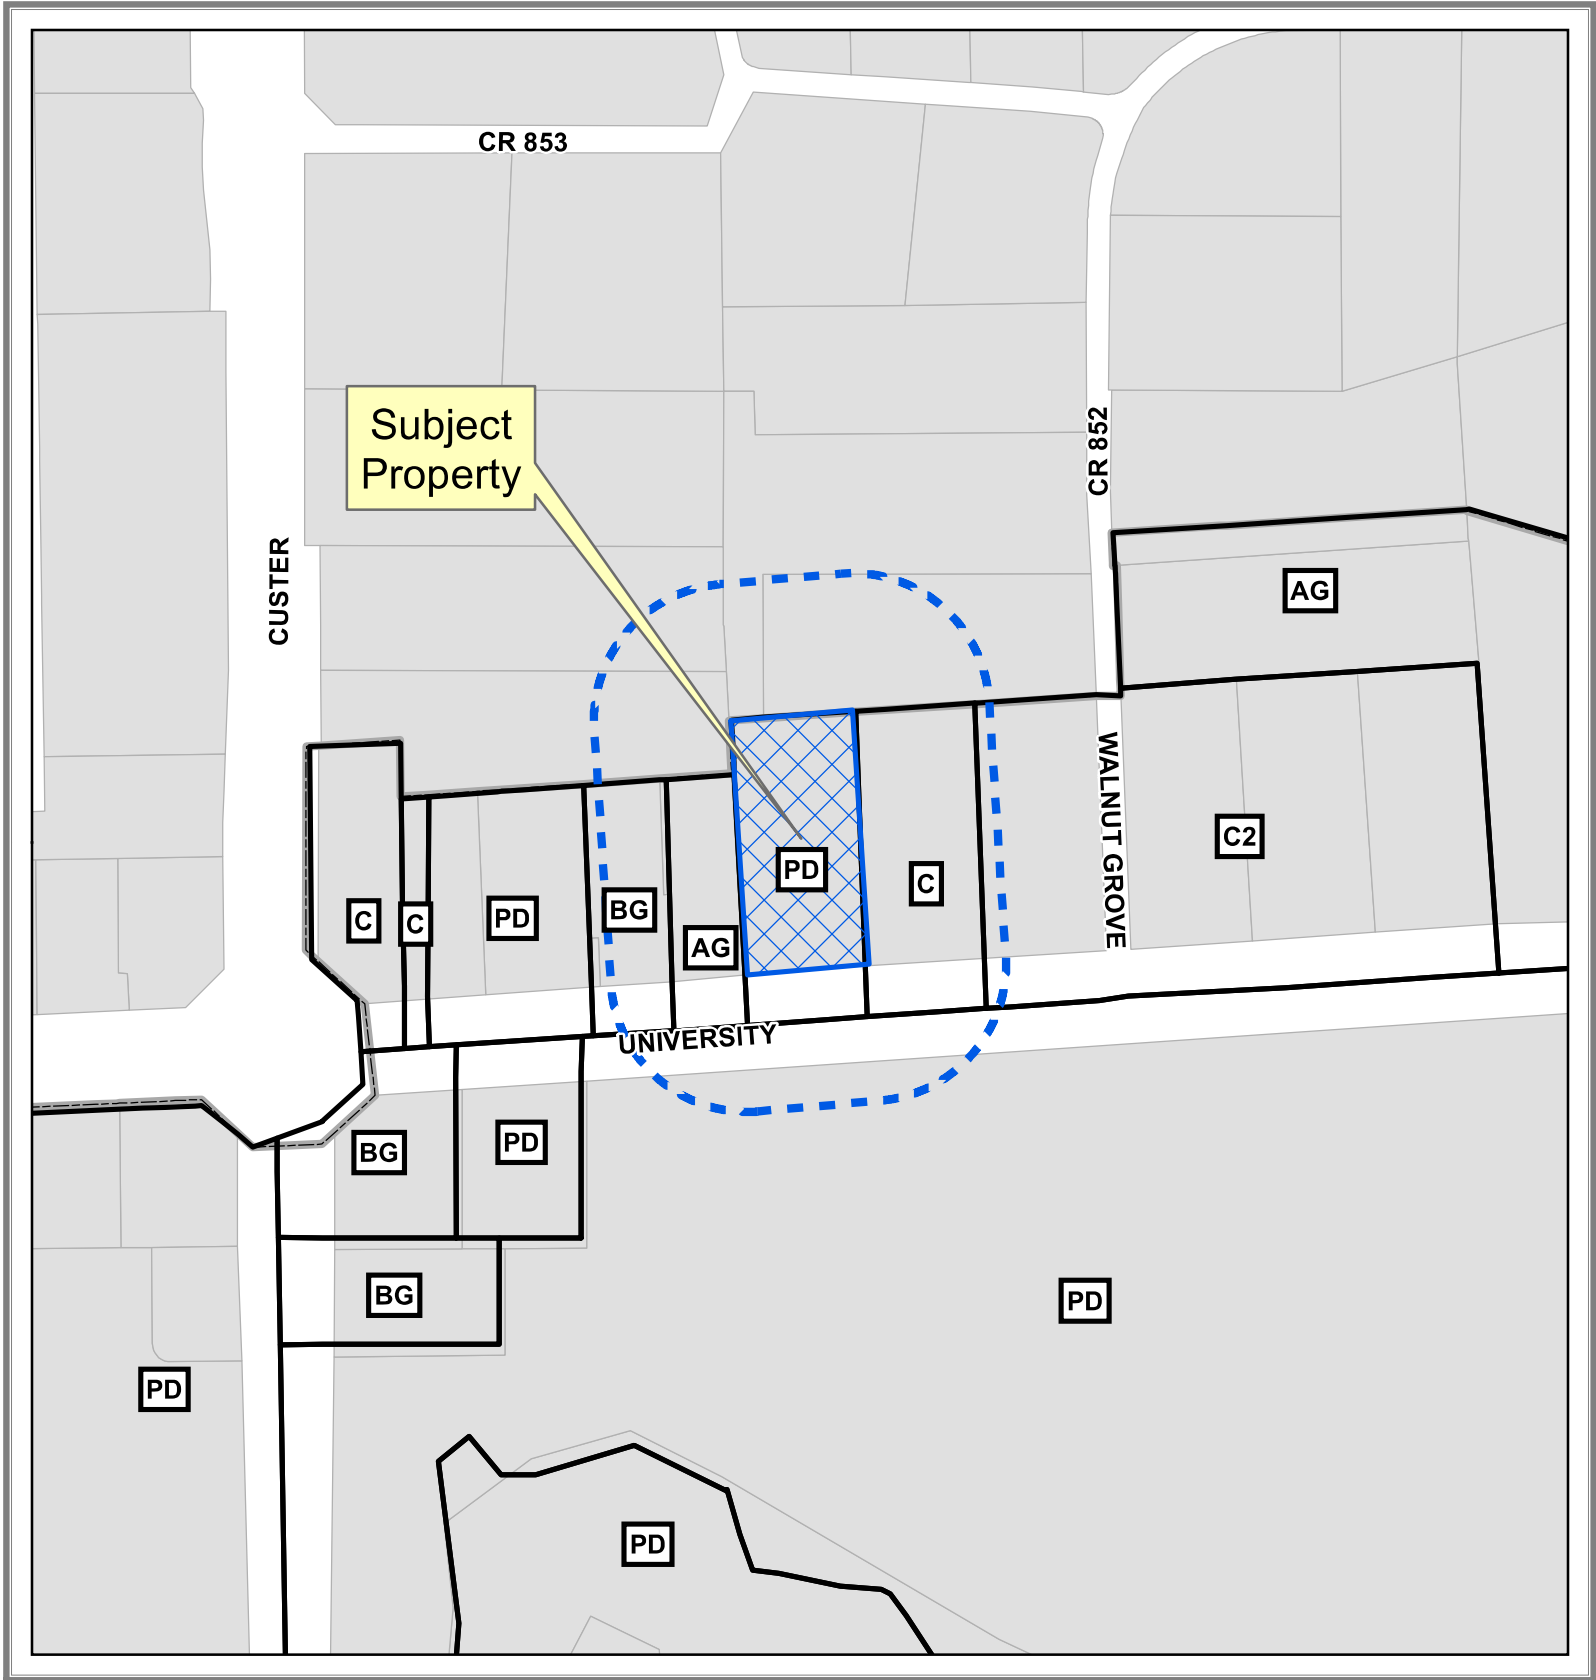 CR 853
Subject
Property
CR 852
CUSTER
AG
WALNUT GROVE
C2
PD
C
BG
C
C
PD
AG
UNIVERSITY
BG
PD
BG
PD
PD
PD